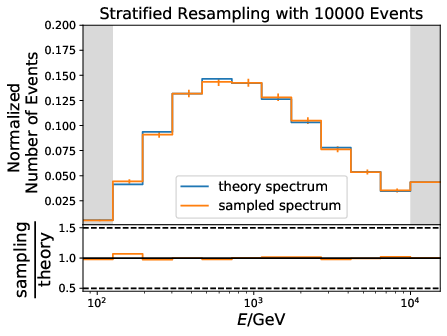 Stratified Resampling with 10000 Events
0.200
0.175
0.150
0.125
0.100
0.075
0.050
0.025
Normalized
Number of Events
theory spectrum
sampled spectrum
1.5
1.0
0.5
sampling
theory
10²
10³
10⁴
E/GeV